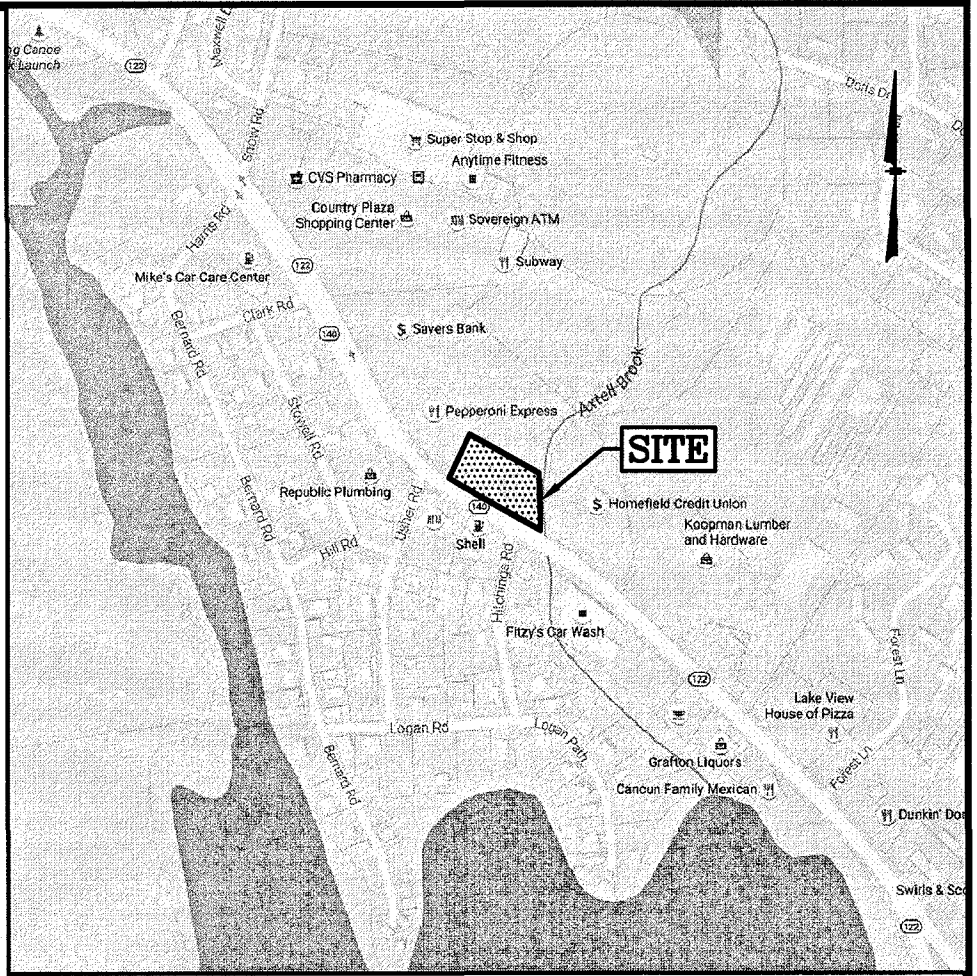 ng Canoe
k Launch
122
Maxwell
Snow Rd
Dotts Dr
Super Stop & Shop
Anytime Fitness
CVS Pharmacy
Country Plaza
Shopping Center
Sovereign ATM
Harris Rd
122
Subway
Mike's Car Care Center
Clark Rd
Bernard Rd
140
Savers Bank
Axtell Brook
Stowell Rd
Pepperoni Express
SITE
Republic Plumbing
Bernard Rd
Usher Rd
140
Shell
Homefield Credit Union
Koopman Lumber
and Hardware
Hill Rd
Hitchings Rd
Fitzy's Car Wash
Forest Ln
122
Lake View
House of Pizza
Logan Rd
Logan Path
Bernard Rd
Grafton Liquors
Forest Ln
Cancun Family Mexican
Dunkin' Do
Swirls & Sc
122